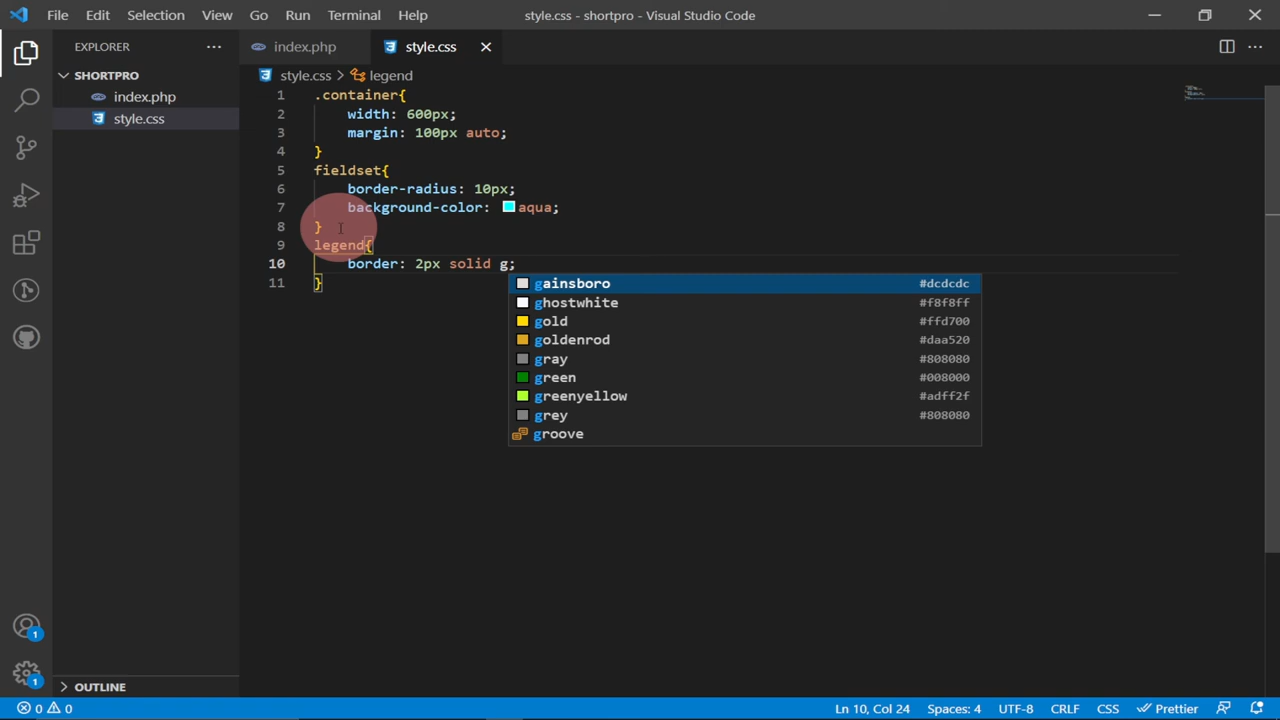 File Edit Selection View Go Run Terminal Help style.css - shortpro - Visual Studio Code
EXPLORER
index.php
style.css
SHORTPRO
index.php
style.css
style.css > legend
1 .container{
2 width: 600px;
3 margin: 100px auto;
4 }
5 fieldset{
6 border-radius: 10px;
7 background-color: aqua;
8 }
9 legend{
10 border: 2px solid g;
11 }
gainsboro #dcdcdc
ghostwhite #f8f8ff
gold #ffd700
goldenrod #daa520
gray #808080
green #008000
greenyellow #adff2f
grey #808080
groove
1
1
OUTLINE
0 0 Ln 10, Col 24 Spaces: 4 UTF-8 CRLF CSS Prettier